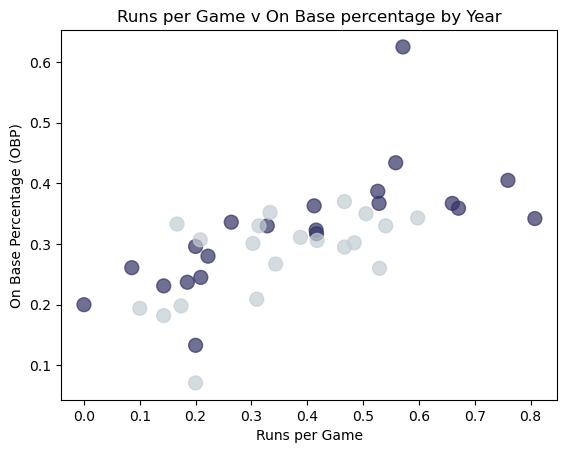 Runs per Game v On Base percentage by Year
On Base Percentage (OBP)
0.6
0.5
0.4
0.3
0.2
0.1
0.0 0.1 0.2 0.3 0.4 0.5 0.6 0.7 0.8
Runs per Game